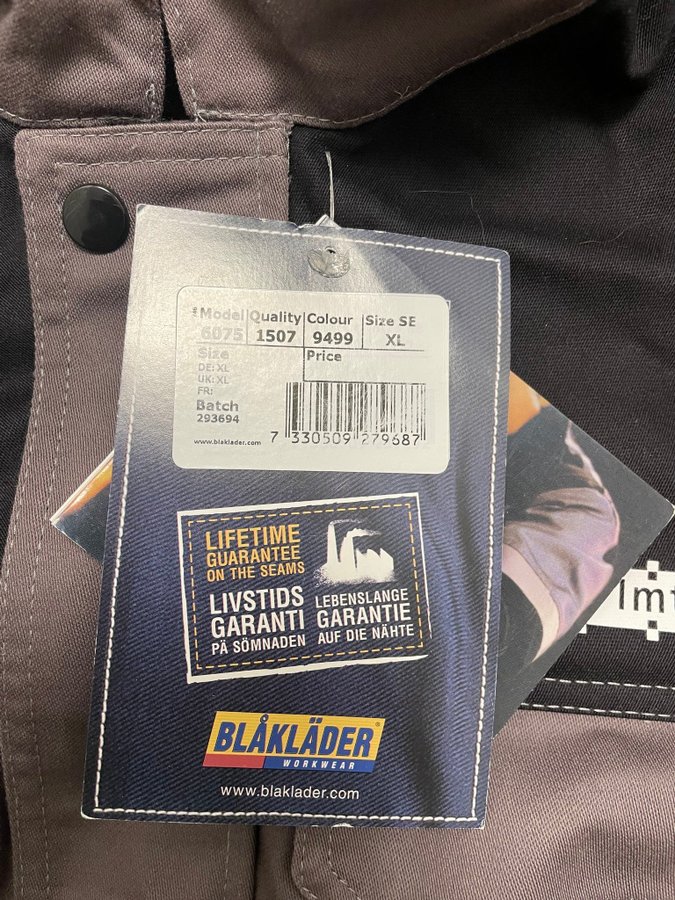 Model Quality Colour Size SE
6075 1507 9499 XL
Size Price
DE: XL
UK: XL
FR:
Batch
293694
www.blaklader.com
7 330509 279687
LIFETIME
GUARANTEE
ON THE SEAMS
LIVSTIDS
GARANTI
PÅ SÖMNADEN
LEBENSLANGE
GARANTIE
AUF DIE NÄHTE
BLÅKLÄDER®
WORKWEAR
www.blaklader.com